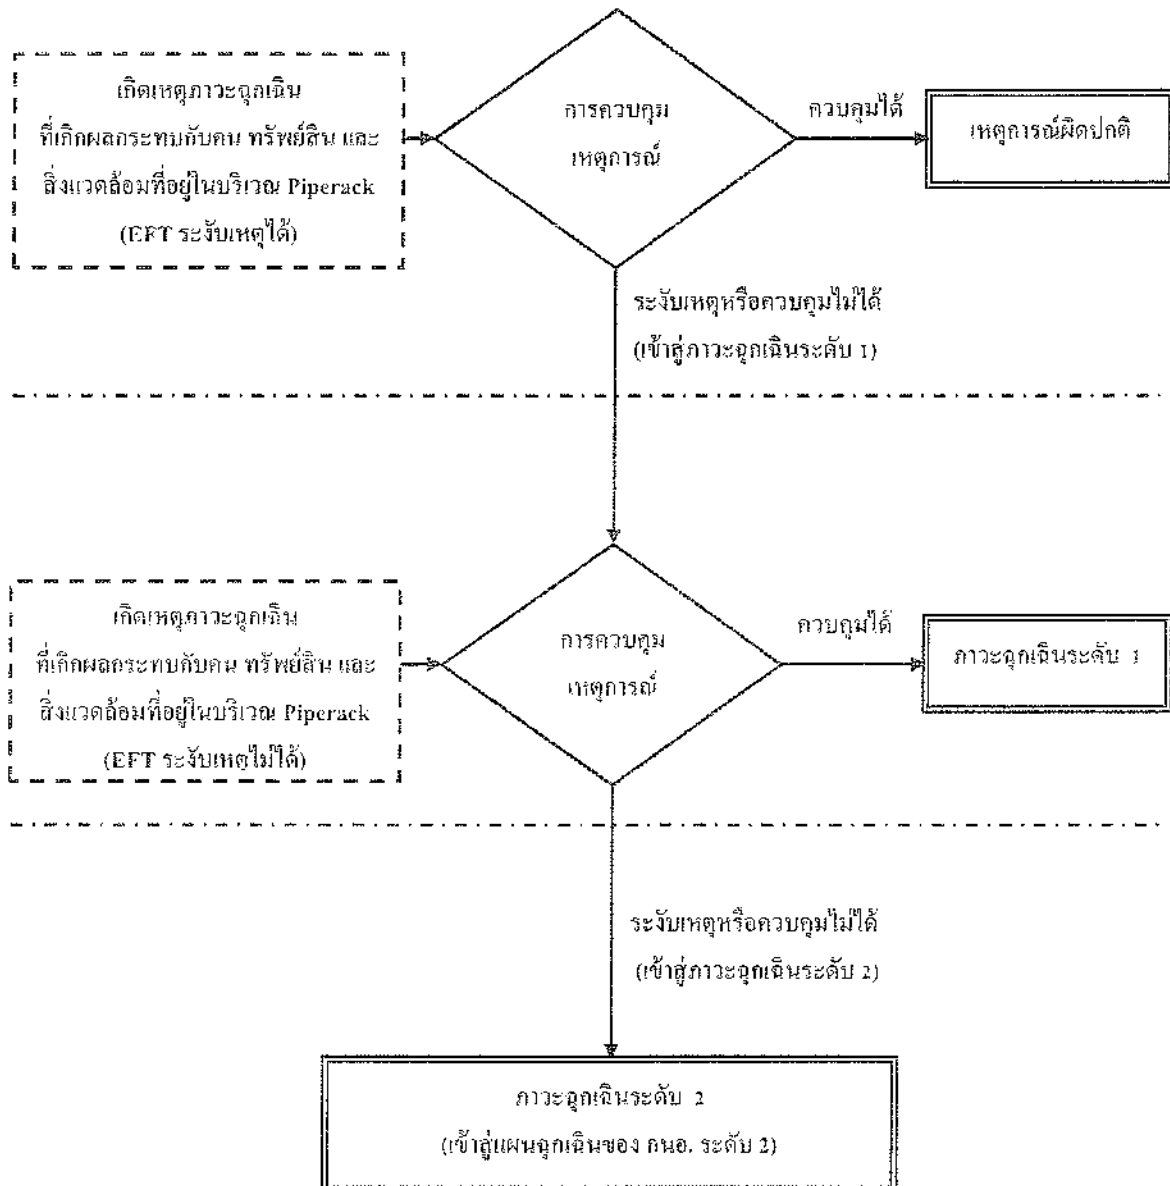 เกิดเหตุภาวะฉุกเฉิน
ที่เกิดผลกระทบกับคน ทรัพย์สิน และ
สิ่งแวดล้อมที่อยู่ในบริเวณ Piperack
(EFT ระงับเหตุได้)
การควบคุม
เหตุการณ์
ควบคุมได้
เหตุการณ์ผิดปกติ
ระงับเหตุหรือควบคุมไม่ได้
(เข้าสู่ภาวะฉุกเฉินระดับ 1)
เกิดเหตุภาวะฉุกเฉิน
ที่เกิดผลกระทบกับคน ทรัพย์สิน และ
สิ่งแวดล้อมที่อยู่ในบริเวณ Piperack
(EFT ระงับเหตุไม่ได้)
การควบคุม
เหตุการณ์
ควบคุมได้
ภาวะฉุกเฉินระดับ 1
ระงับเหตุหรือควบคุมไม่ได้
(เข้าสู่ภาวะฉุกเฉินระดับ 2)
ภาวะฉุกเฉินระดับ 2
(เข้าสู่แผนฉุกเฉินของ กนอ. ระดับ 2)